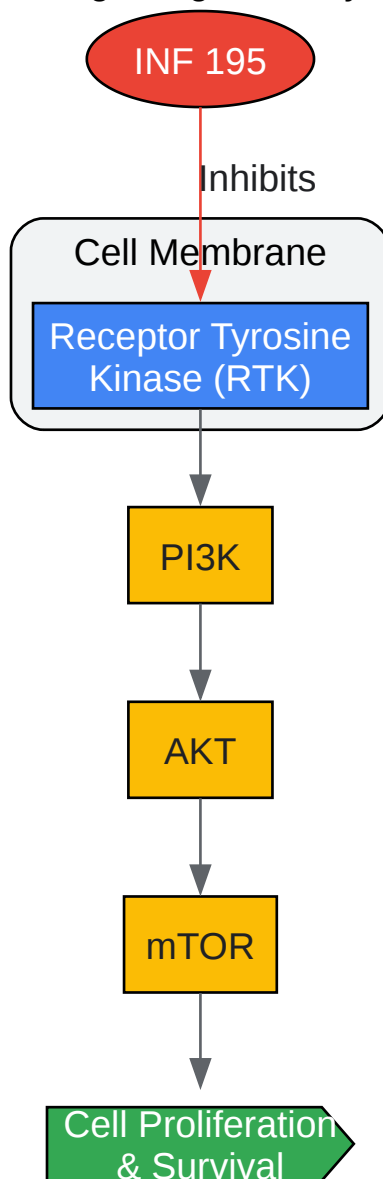 INF 195
Inhibits
Cell Membrane
Receptor Tyrosine
Kinase (RTK)
PI3K
AKT
mTOR
Cell Proliferation
& Survival